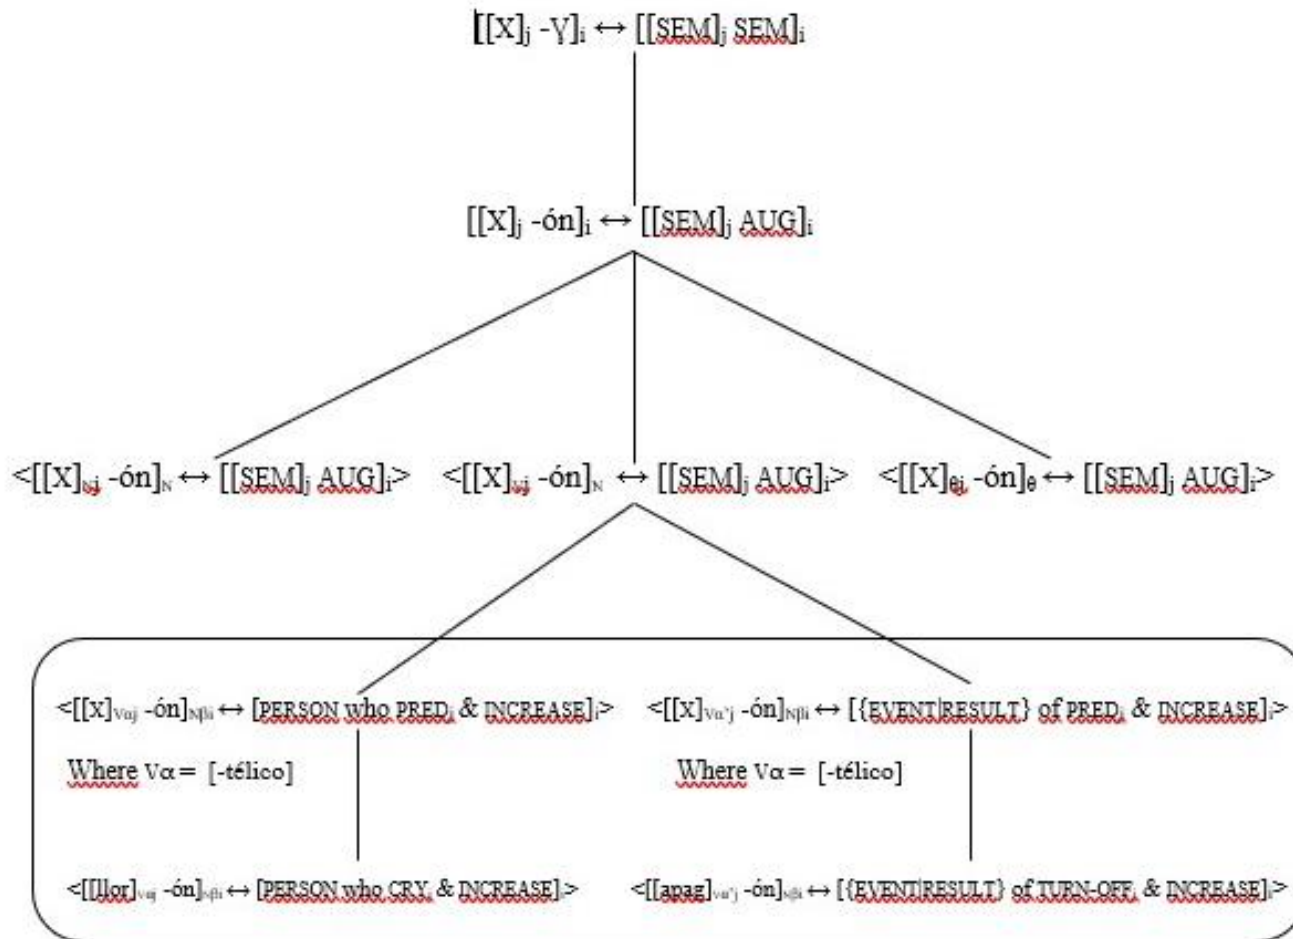 [[X]j -Y]i ↔ [[SEM]j SEM]i
[[X]j -ón]i ↔ [[SEM]j AUG]i
<[[X]Nj -ón]N ↔ [[SEM]j AUG]i> <[[X]Vj -ón]N ↔ [[SEM]j AUG]i> <[[X]θj -ón]θ ↔ [[SEM]j AUG]i>
<[[X]Vαj -ón]Nβi ↔ [PERSON who PREDj & INCREASE]i> <[[X]Vα'j -ón]Nβi ↔ [{EVENT|RESULT} of PREDj & INCREASE]i>
Where Vα = [-télico] Where Vα = [-télico]
<[[llor]Vαj -ón]Nβi ↔ [PERSON who CRYj & INCREASE]i> <[[apag]Vα'j -ón]Nβi ↔ [{EVENT|RESULT} of TURN-OFFj & INCREASE]i>